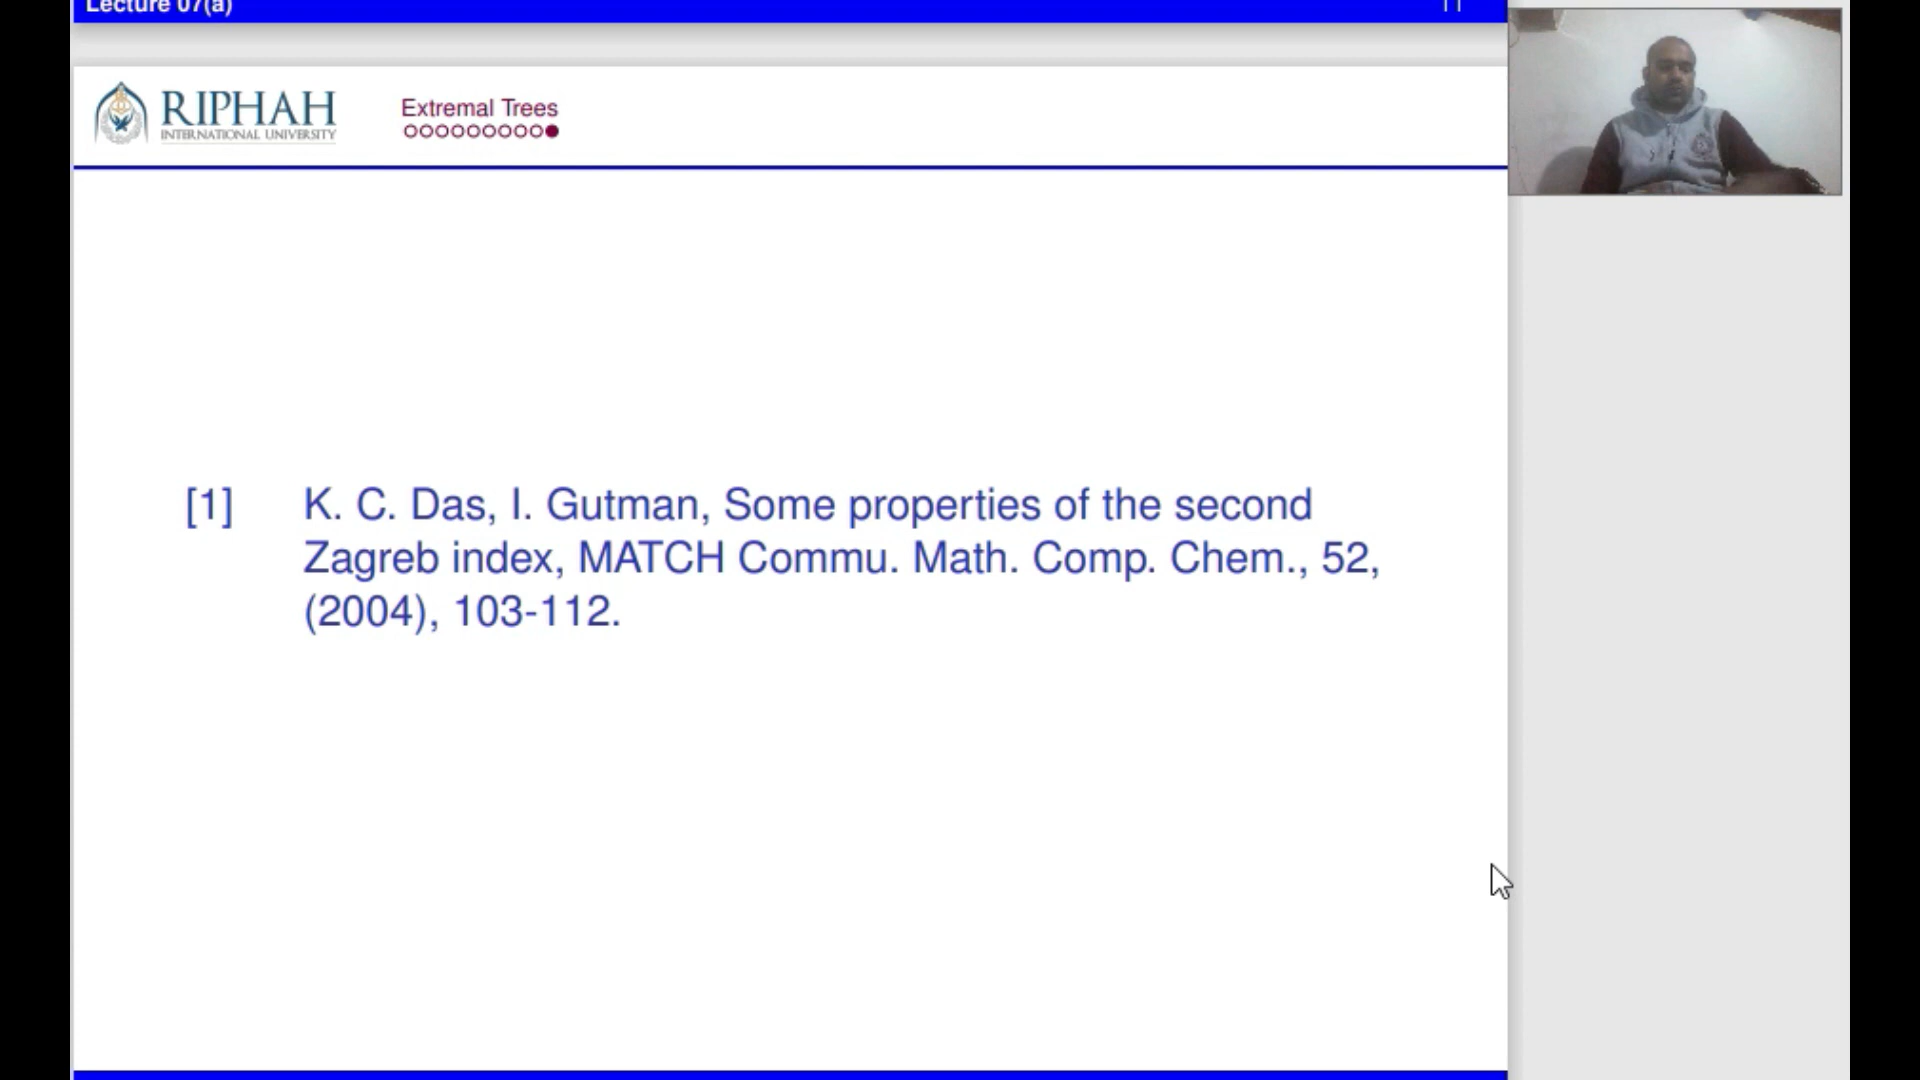 Lecture 07(a)
11
RIPHAH
INTERNATIONAL UNIVERSITY
Extremal Trees
[1] K. C. Das, I. Gutman, Some properties of the second
Zagreb index, MATCH Commu. Math. Comp. Chem., 52,
(2004), 103-112.